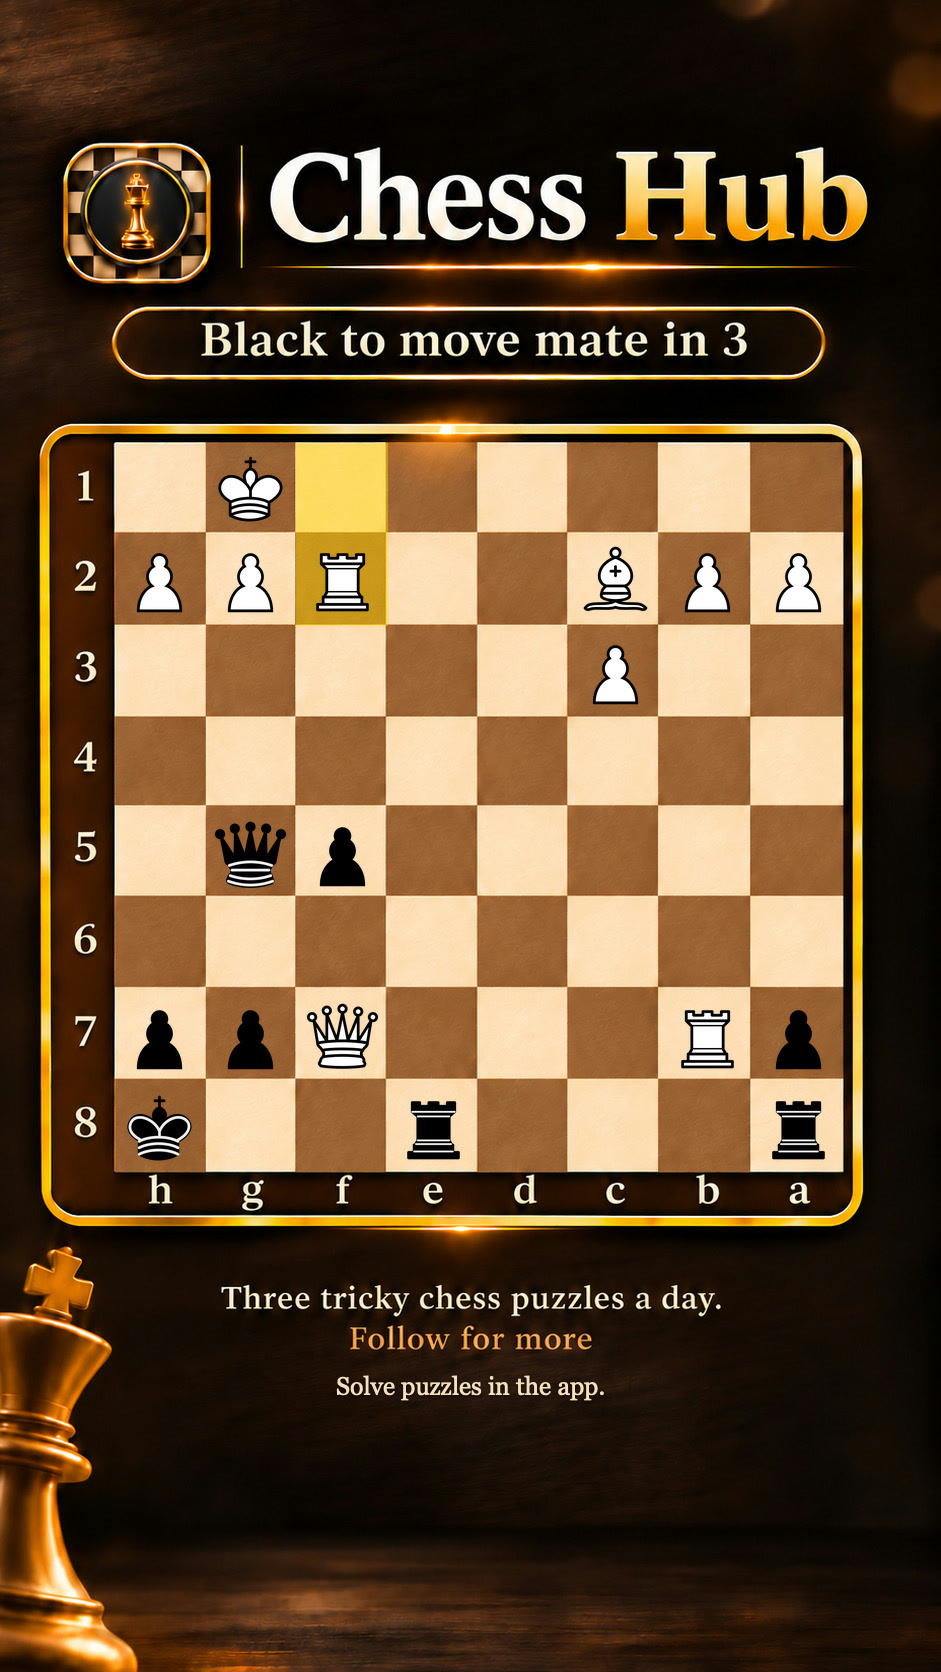 Chess Hub
Black to move mate in 3
1
2
3
4
5
6
7
8
h g f e d c b a
Three tricky chess puzzles a day.
Follow for more
Solve puzzles in the app.